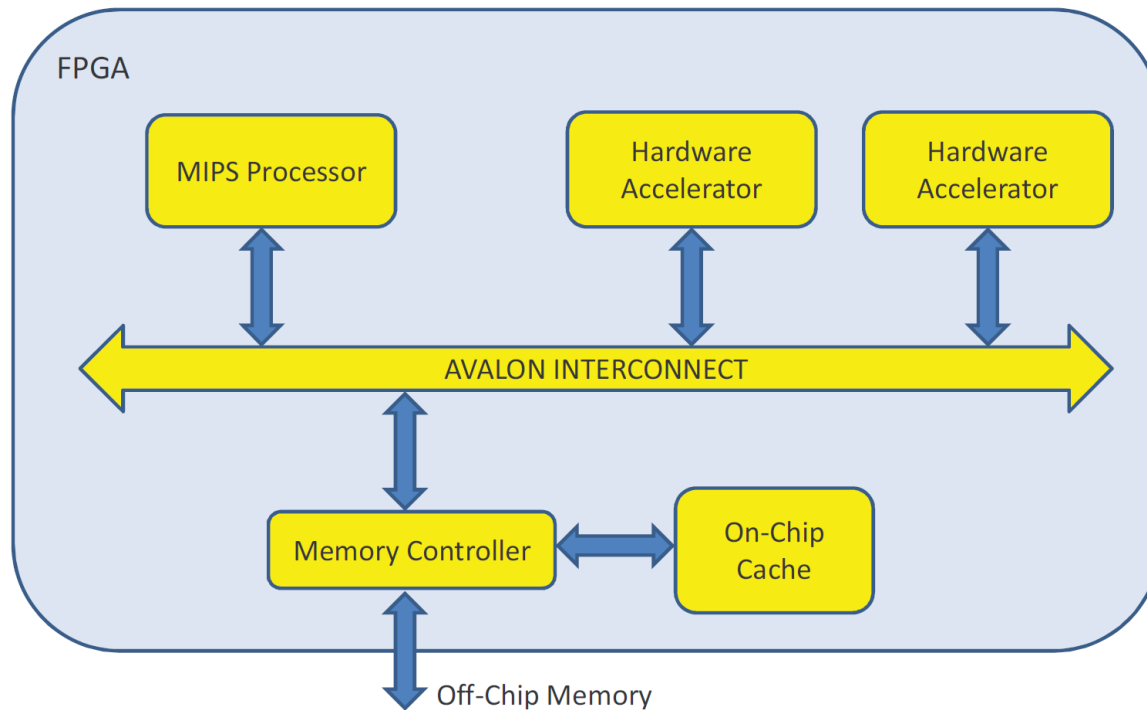 FPGA
MIPS Processor
Hardware
Accelerator
Hardware
Accelerator
AVALON INTERCONNECT
Memory Controller
On-Chip
Cache
Off-Chip Memory